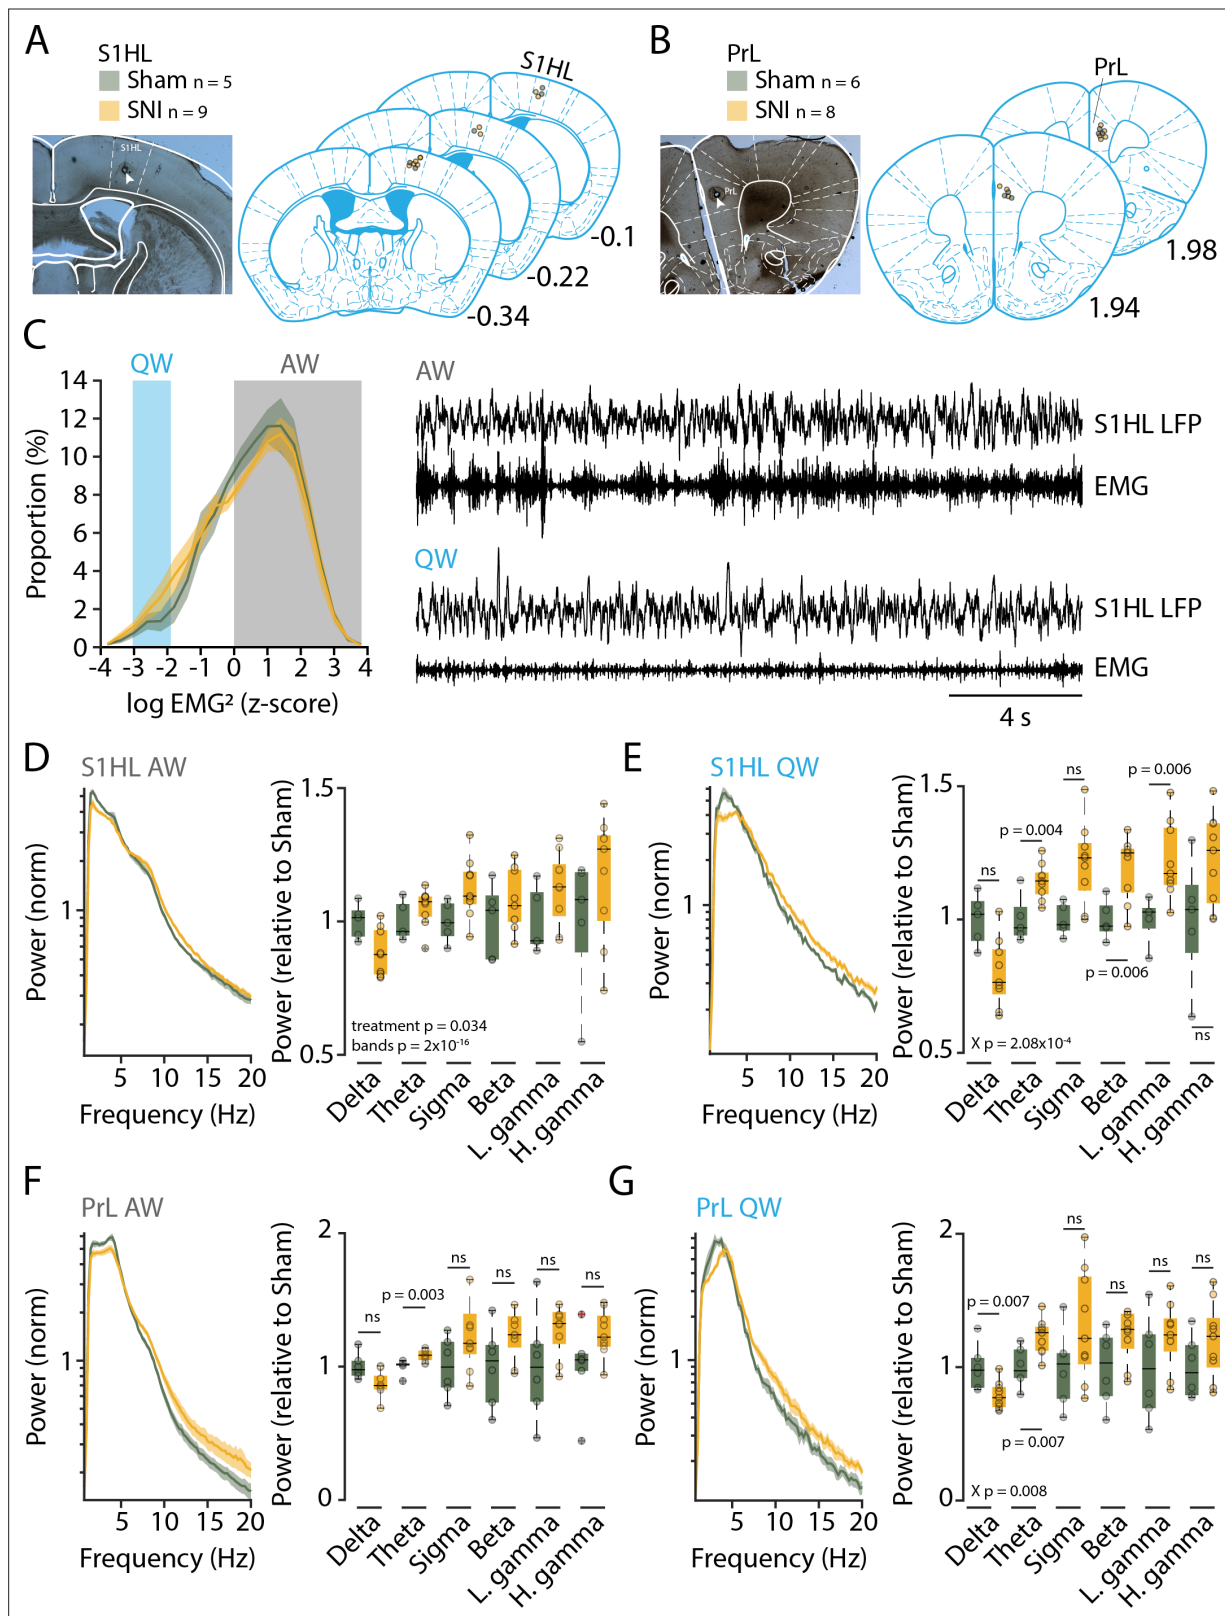 A
S1HL
Sham n = 5
SNI n = 9
S1HL
S1HL
-0.1
-0.22
-0.34
B
PrL
Sham n = 6
SNI n = 8
PrL
PrL
1.98
1.94
C
QW
AW
14
12
10
8
6
4
2
0
Proportion (%)
-4 -3 -2 -1 0 1 2 3 4
log EMG² (z-score)
AW
S1HL LFP
EMG
QW
S1HL LFP
EMG
4 s
D
S1HL AW
Power (norm)
1
5 10 15 20
Frequency (Hz)
Power (relative to Sham)
1.5
1
0.5
treatment p = 0.034
bands p = 2x10⁻¹⁶
Delta
Theta
Sigma
Beta
L. gamma
H. gamma
E
S1HL QW
Power (norm)
1
5 10 15 20
Frequency (Hz)
Power (relative to Sham)
1.5
1
0.5
ns
p = 0.004
ns
p = 0.006
p = 0.006
ns
X p = 2.08x10⁻⁴
Delta
Theta
Sigma
Beta
L. gamma
H. gamma
F
PrL AW
Power (norm)
1
5 10 15 20
Frequency (Hz)
Power (relative to Sham)
2
1
0
ns
p = 0.003
ns
ns
ns
ns
Delta
Theta
Sigma
Beta
L. gamma
H. gamma
G
PrL QW
Power (norm)
1
5 10 15 20
Frequency (Hz)
Power (relative to Sham)
2
1
0
p = 0.007
p = 0.007
ns
ns
ns
ns
X p = 0.008
Delta
Theta
Sigma
Beta
L. gamma
H. gamma